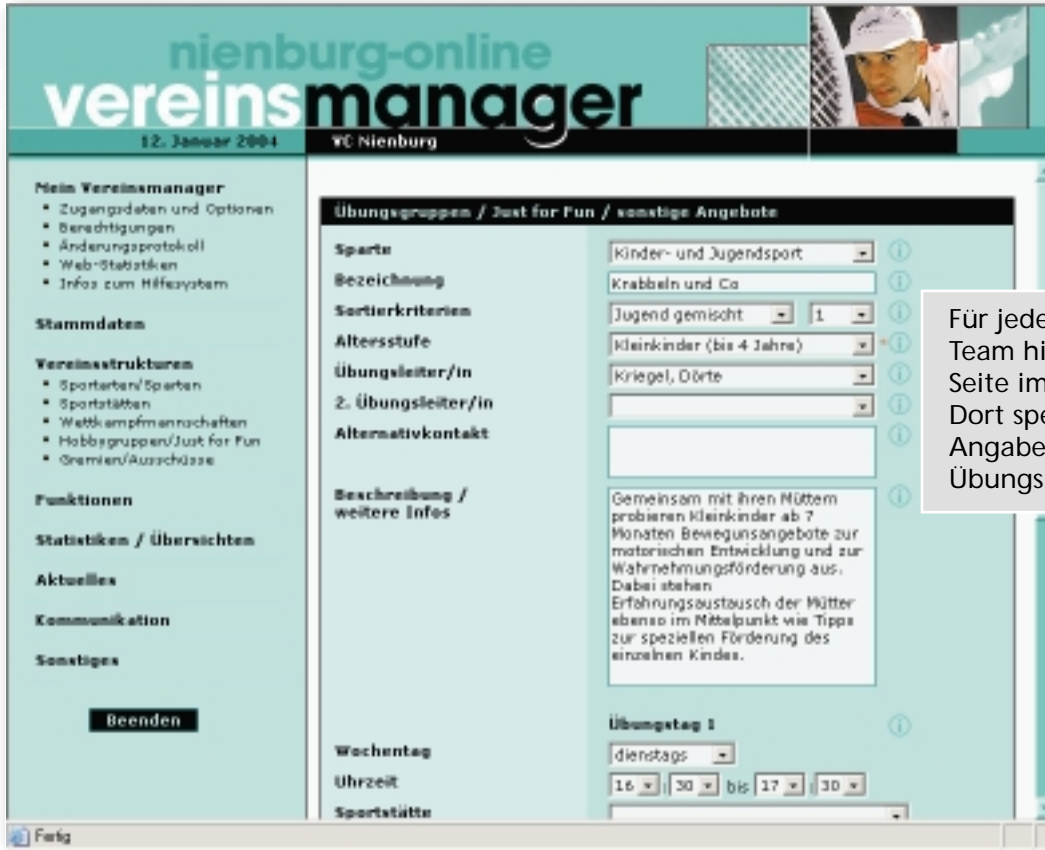 nienburg-online
vereinsmanager
12. Januar 2004
VC Nienburg
Mein Vereinsmanager
Zugangsdaten und Optionen
Berechtigungen
Änderungsprotokoll
Web-Statistiken
Infos zum Hilfesystem
Stammdaten
Vereinsstrukturen
Sportarten/Sparten
Sportstätten
Wettkampfmannschaften
Hobbygruppen/Just for Fun
Gremien/Ausschüsse
Funktionen
Statistiken / Übersichten
Aktuelles
Kommunikation
Sonstiges
Beenden
Übungsgruppen / Just for Fun / sonstige Angebote
Sparte
Kinder- und Jugendsport
Bezeichnung
Krabbeln und Co
Sortierkriterien
Jugend gemischt 1
Altersstufe
Kleinkinder (bis 4 Jahre) *
Übungsleiter/in
Kriegel, Dörte
2. Übungsleiter/in
Alternativkontakt
Beschreibung /
weitere Infos
Gemeinsam mit ihren Müttern
probieren Kleinkinder ab 7
Monaten Bewegunsangebote zur
motorischen Entwicklung und zur
Wahrnehmungsförderung aus.
Dabei stehen
Erfahrungsaustausch der Mütter
ebenso im Mittelpunkt wie Tipps
zur speziellen Förderung des
einzelnen Kindes.
Übungstag 1
Wochentag
dienstags
Uhrzeit
16 : 30 bis 17 : 30
Sportstätte
Für jede
Team hi
Seite im
Dort spe
Angabe
Übungs
Fertig